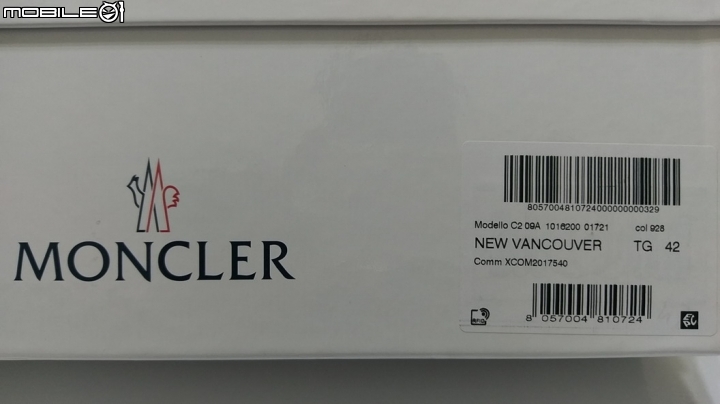 MOBILE01
MONCLER
8057004810724000000000329
Modello C2 09A 1016200 01721 col 928
NEW VANCOUVER TG 42
Comm XCOM2017540
RFID
8 057004 810724